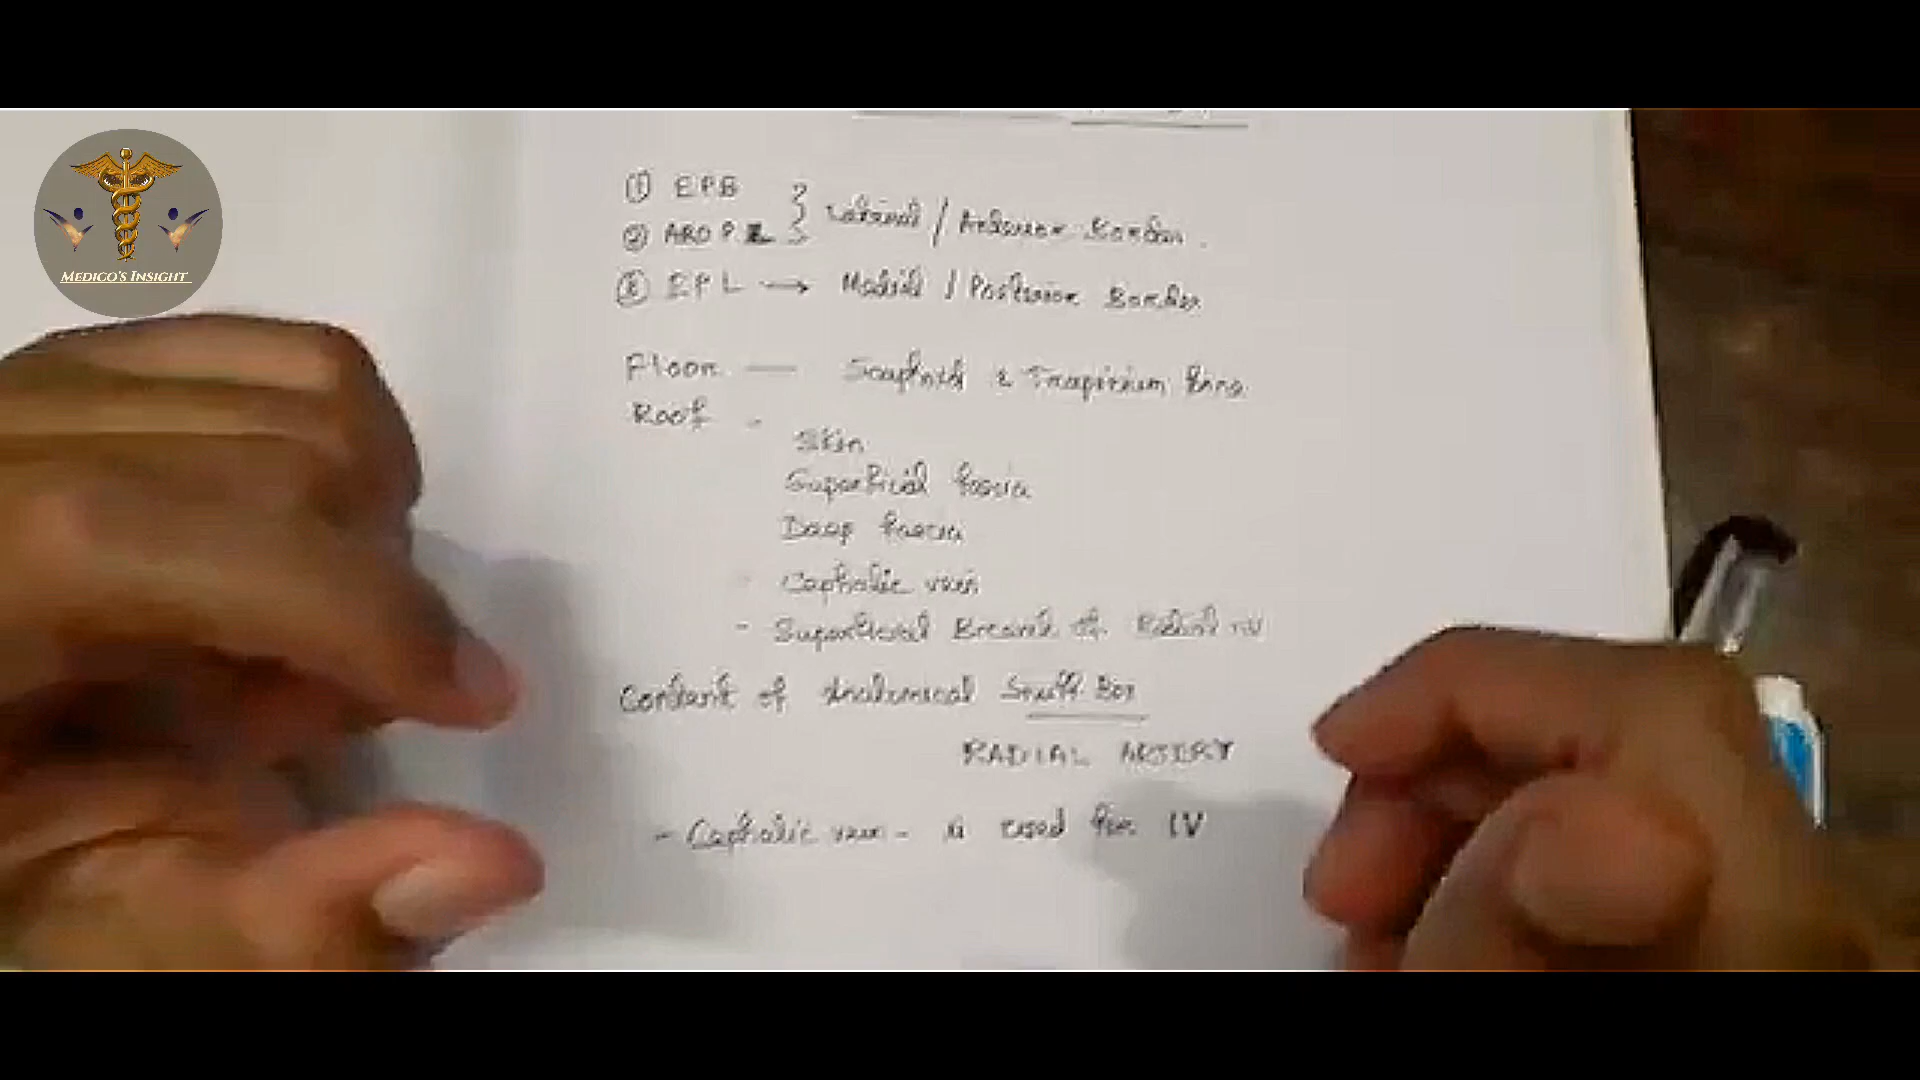 MEDICO'S INSIGHT
① EPB
② ABDPL } Lateral / Anterior Border.
③ EPL → Medial / Posterior Border
Floor — Scaphoid & Trapezium bone
Roof -
Skin
Superficial fascia
Deep fascia
Cephalic vein
- Superficial Branch of Radial N
Content of Anatomical Snuff Box
RADIAL ARTERY
- Cephalic vein - is used for IV